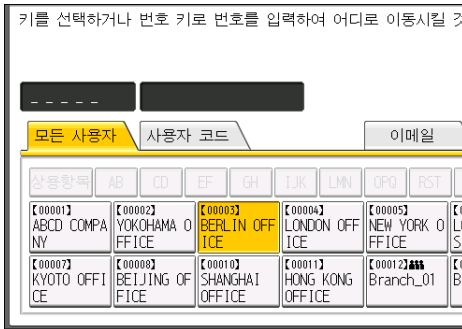 키를 선택하거나 번호 키로 번호를 입력하여 어디로 이동시킬
_ _ _ _ _
모든 사용자 사용자 코드 이메일
상용항목 AB CD EF GH IJK LMN OPQ RST
【00001】 【00002】 【00003】 【00004】 【00005】
ABCD COMPA YOKOHAMA O BERLIN OFF LONDON OFF NEW YORK O
NY FFICE ICE ICE FFICE
【00007】 【00008】 【00010】 【00011】 【00012】
KYOTO OFFI BEIJING OF SHANGHAI HONG KONG Branch_01
CE FICE OFFICE OFFICE